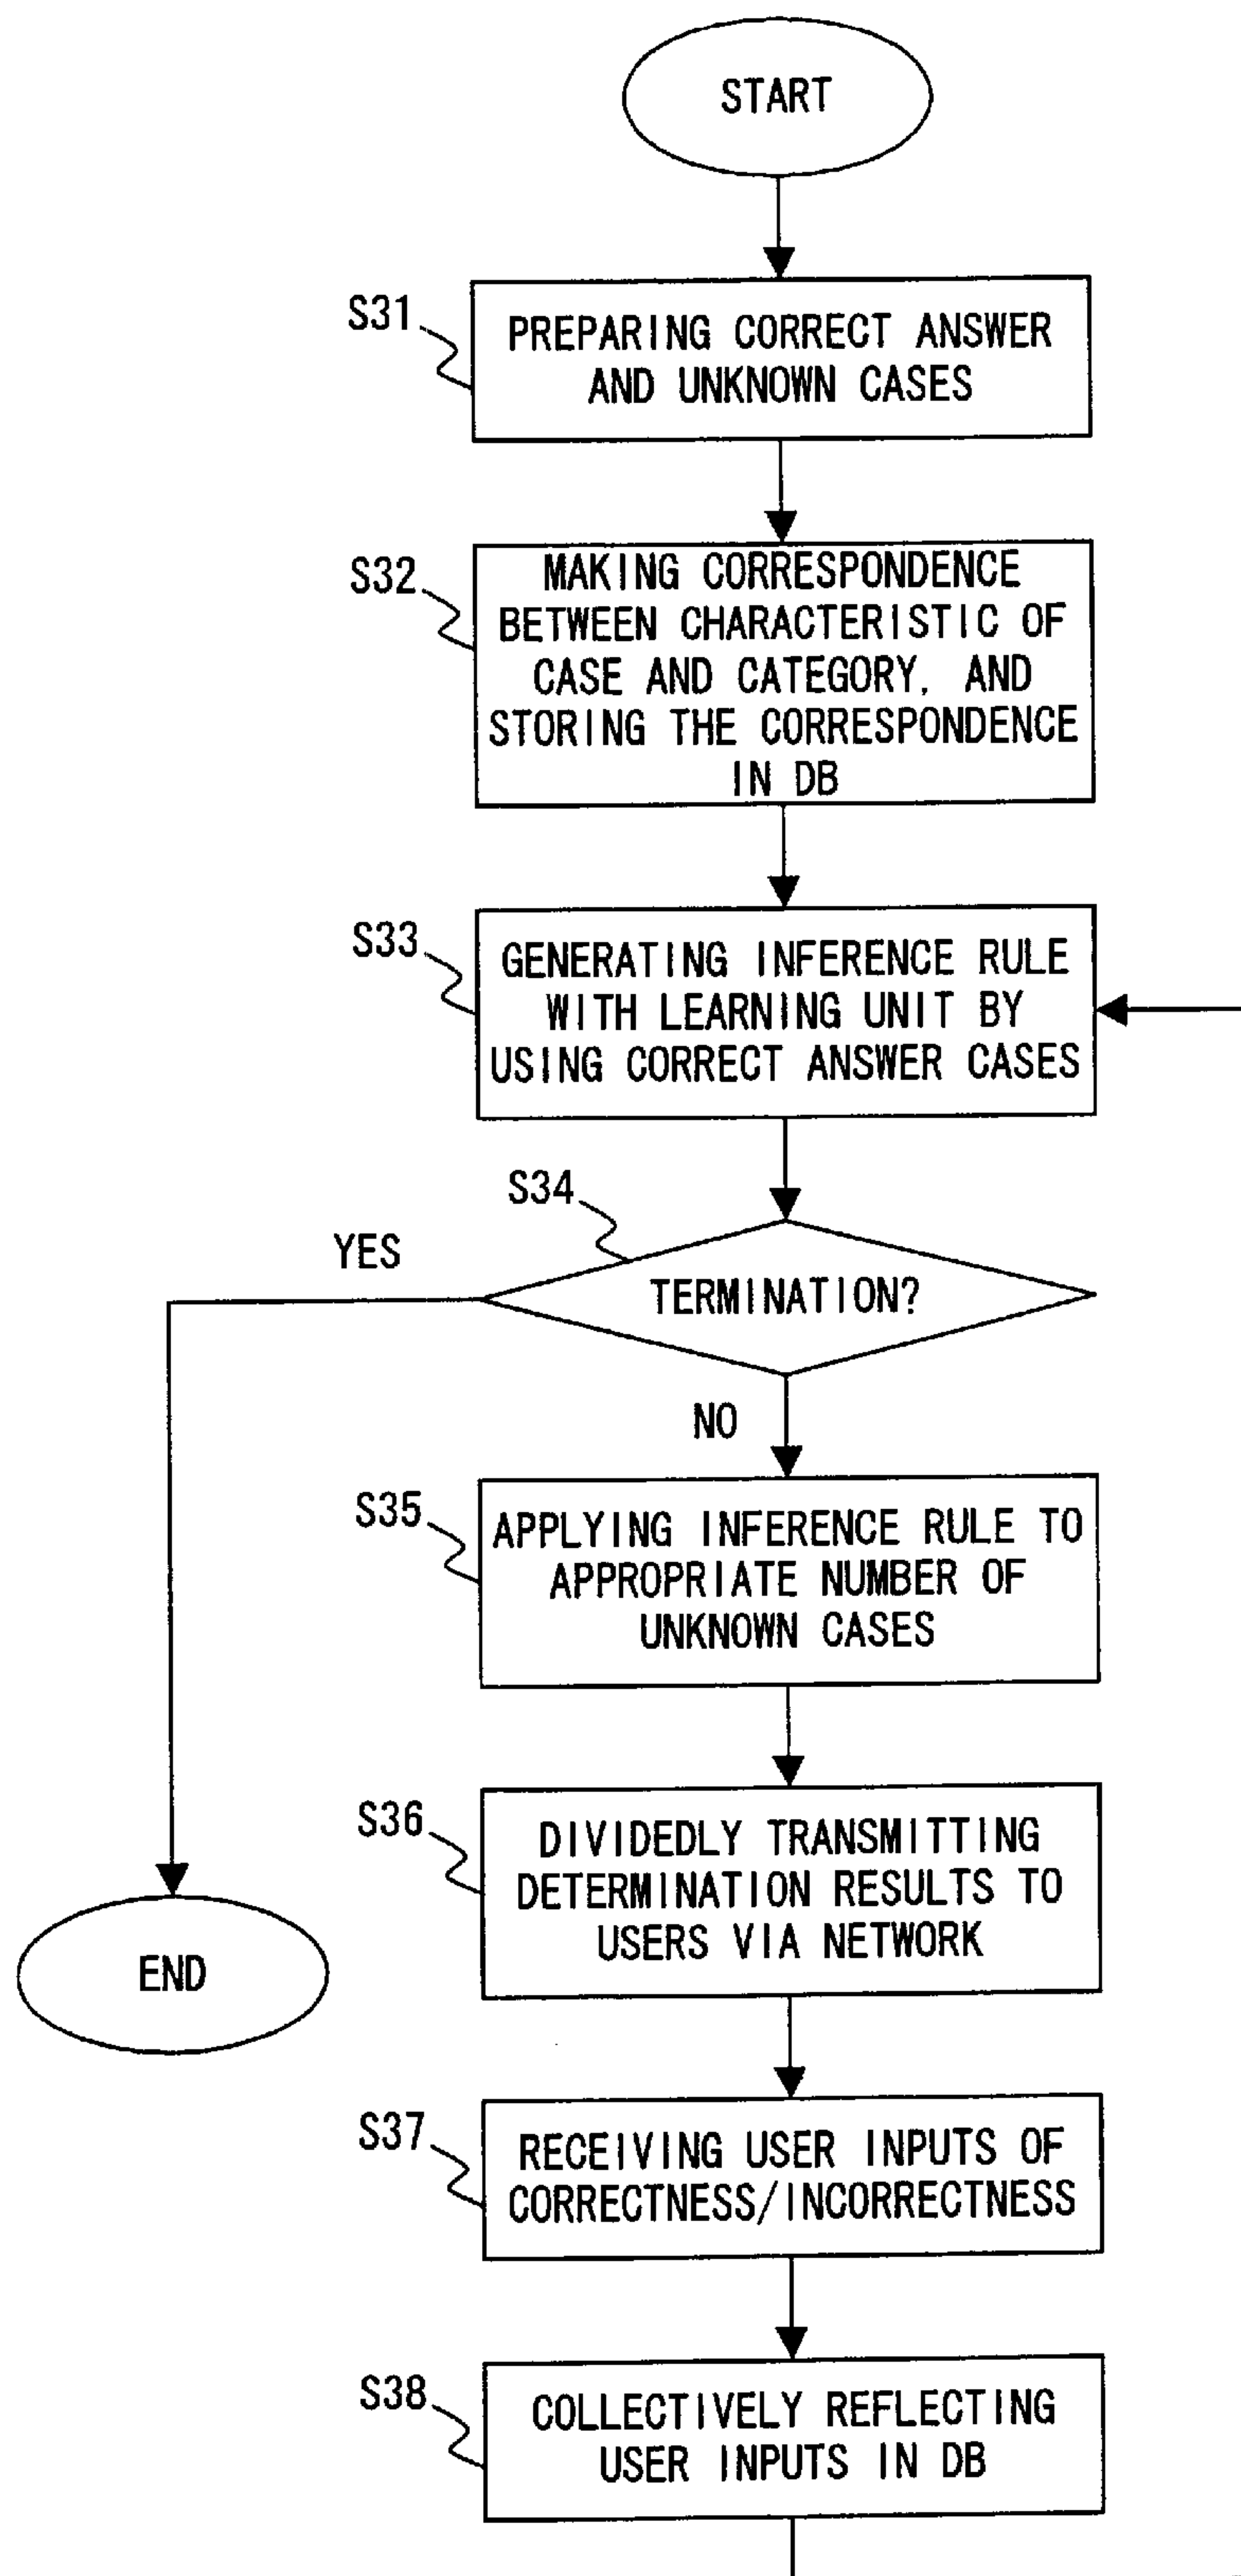 START
S31
PREPARING CORRECT ANSWER
AND UNKNOWN CASES
S32
MAKING CORRESPONDENCE
BETWEEN CHARACTERISTIC OF
CASE AND CATEGORY, AND
STORING THE CORRESPONDENCE
IN DB
S33
GENERATING INFERENCE RULE
WITH LEARNING UNIT BY
USING CORRECT ANSWER CASES
S34
YES
TERMINATION?
NO
S35
APPLYING INFERENCE RULE TO
APPROPRIATE NUMBER OF
UNKNOWN CASES
S36
DIVIDEDLY TRANSMITTING
DETERMINATION RESULTS TO
USERS VIA NETWORK
END
S37
RECEIVING USER INPUTS OF
CORRECTNESS/INCORRECTNESS
S38
COLLECTIVELY REFLECTING
USER INPUTS IN DB